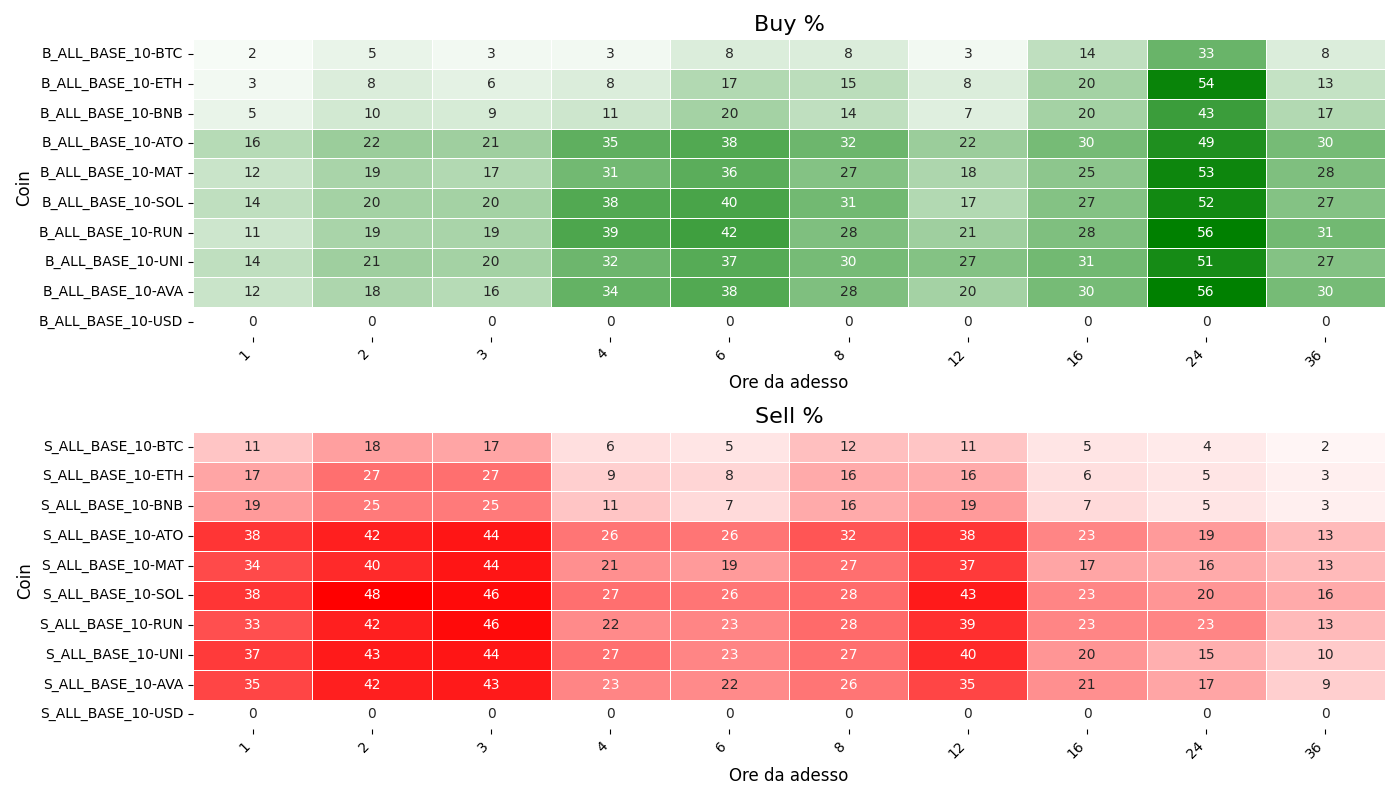 Buy %
Coin
B_ALL_BASE_10-BTC 2 5 3 3 8 8 3 14 33 8
B_ALL_BASE_10-ETH 3 8 6 8 17 15 8 20 54 13
B_ALL_BASE_10-BNB 5 10 9 11 20 14 7 20 43 17
B_ALL_BASE_10-ATO 16 22 21 35 38 32 22 30 49 30
B_ALL_BASE_10-MAT 12 19 17 31 36 27 18 25 53 28
B_ALL_BASE_10-SOL 14 20 20 38 40 31 17 27 52 27
B_ALL_BASE_10-RUN 11 19 19 39 42 28 21 28 56 31
B_ALL_BASE_10-UNI 14 21 20 32 37 30 27 31 51 27
B_ALL_BASE_10-AVA 12 18 16 34 38 28 20 30 56 30
B_ALL_BASE_10-USD 0 0 0 0 0 0 0 0 0 0
1 2 3 4 6 8 12 16 24 36
Ore da adesso
Sell %
Coin
S_ALL_BASE_10-BTC 11 18 17 6 5 12 11 5 4 2
S_ALL_BASE_10-ETH 17 27 27 9 8 16 16 6 5 3
S_ALL_BASE_10-BNB 19 25 25 11 7 16 19 7 5 3
S_ALL_BASE_10-ATO 38 42 44 26 26 32 38 23 19 13
S_ALL_BASE_10-MAT 34 40 44 21 19 27 37 17 16 13
S_ALL_BASE_10-SOL 38 48 46 27 26 28 43 23 20 16
S_ALL_BASE_10-RUN 33 42 46 22 23 28 39 23 23 13
S_ALL_BASE_10-UNI 37 43 44 27 23 27 40 20 15 10
S_ALL_BASE_10-AVA 35 42 43 23 22 26 35 21 17 9
S_ALL_BASE_10-USD 0 0 0 0 0 0 0 0 0 0
1 2 3 4 6 8 12 16 24 36
Ore da adesso